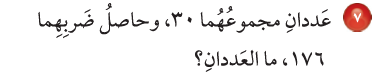 ٧ عَددانِ مجموعُهُما ٣٠، وحاصلُ ضَربِهِما
١٧٦، ما العَددانِ؟